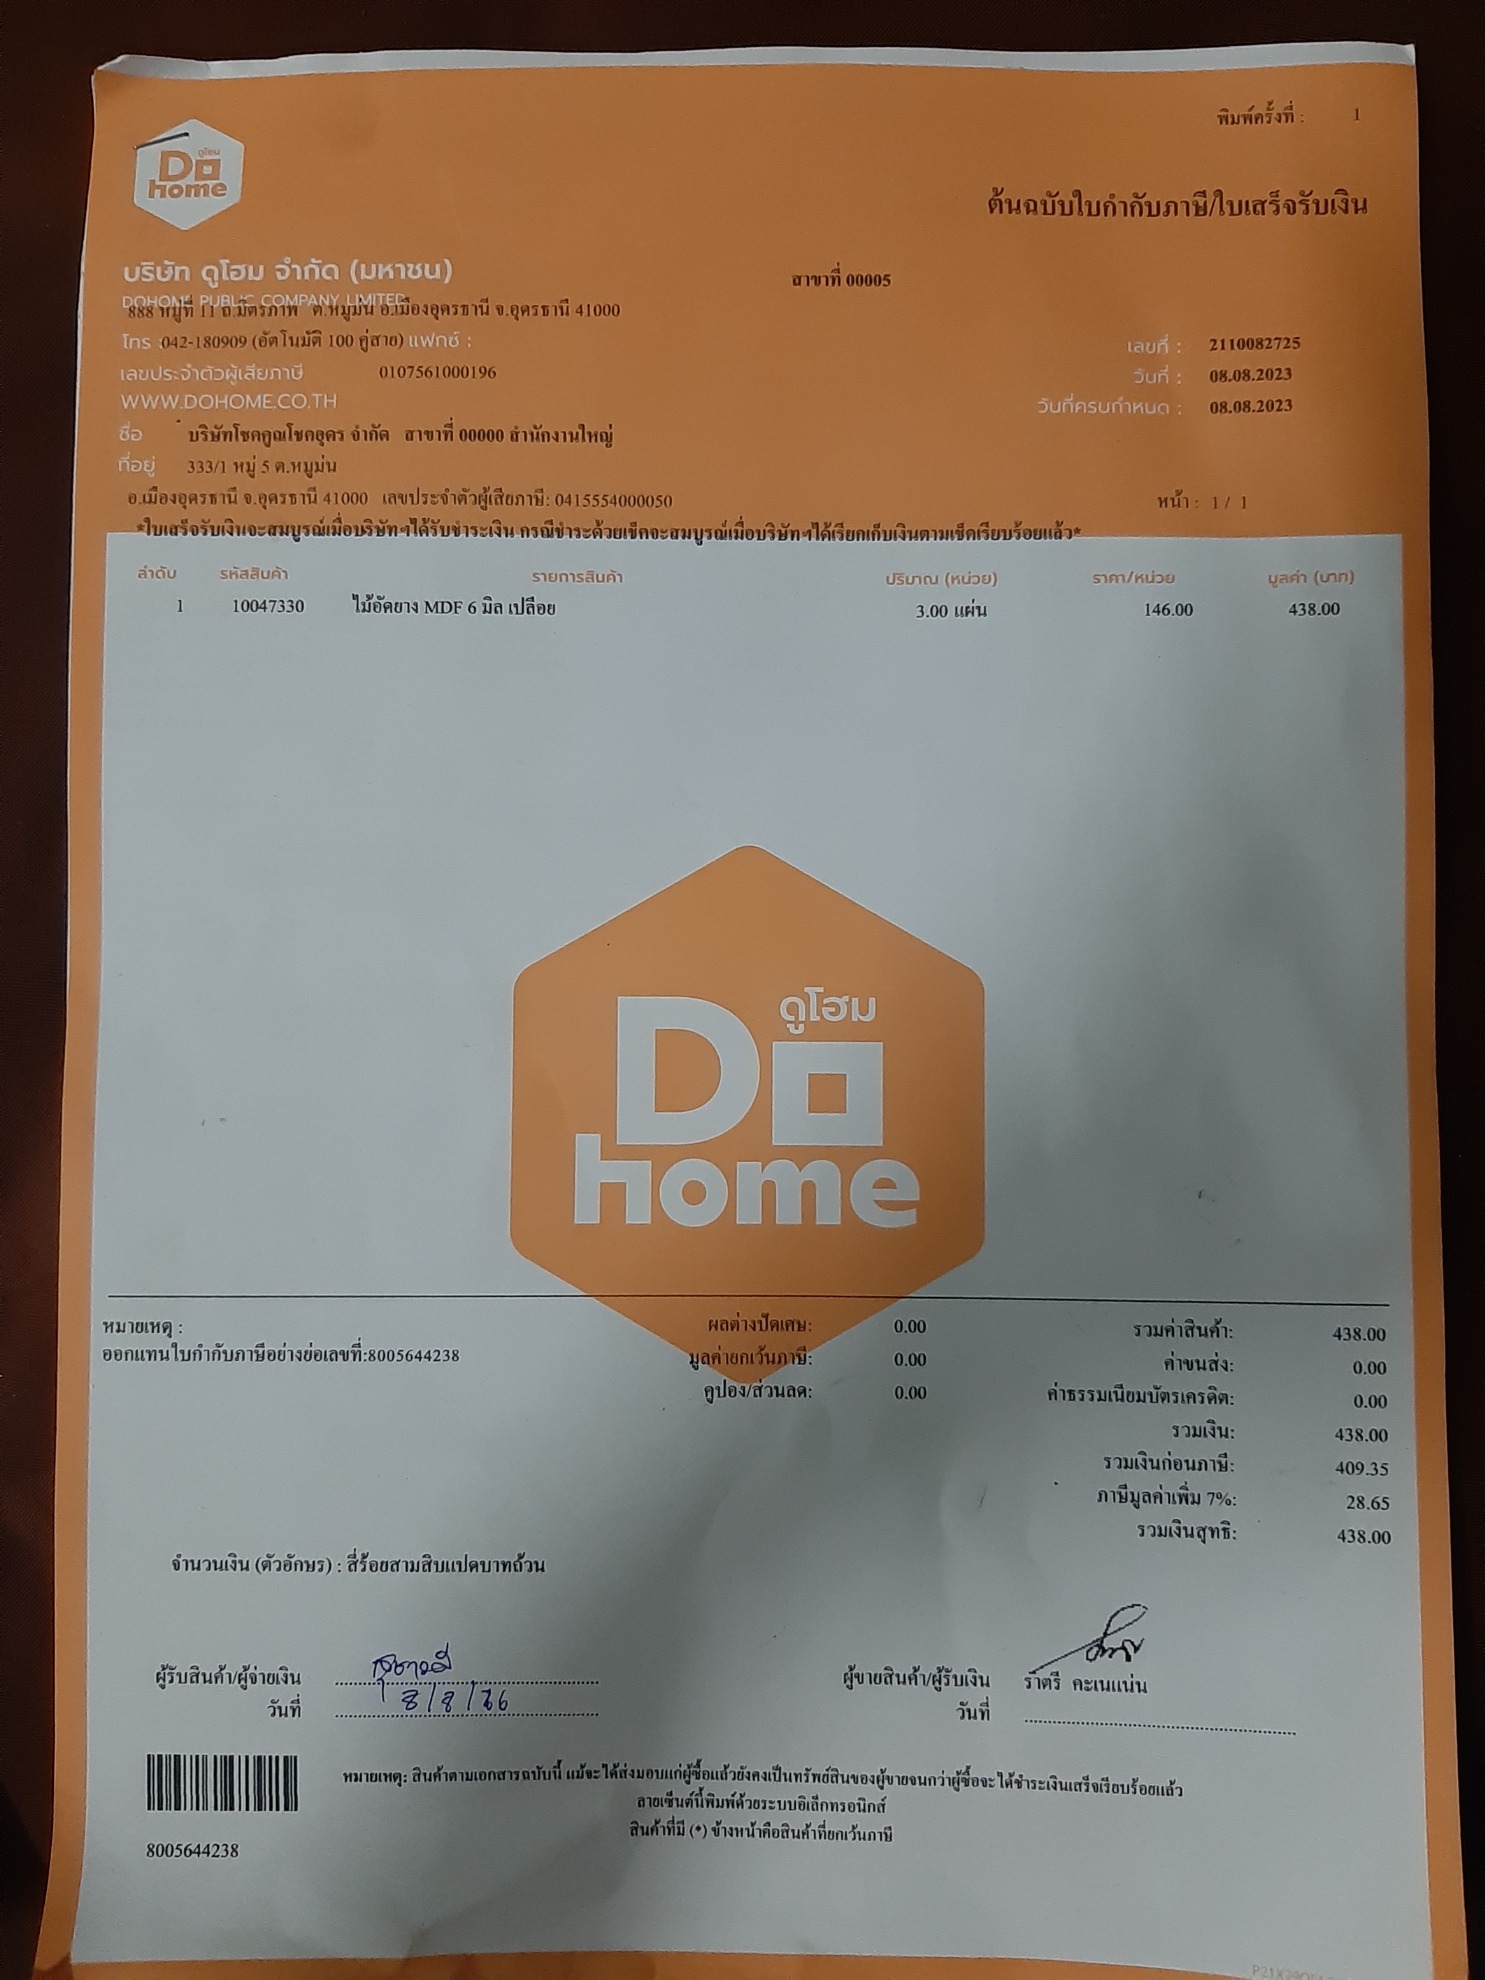 พิมพ์ครั้งที่ : 1
ดูโฮม
Do
home
ต้นฉบับใบกำกับภาษี/ใบเสร็จรับเงิน
บริษัท ดูโฮม จำกัด (มหาชน)
สาขาที่ 00005
DOHOME PUBLIC COMPANY LIMITED
888 หมู่ที่ 11 ถ.มิตรภาพ ต.หมูม่น อ.เมืองอุดรธานี จ.อุดรธานี 41000
โทร :042-180909 (อัตโนมัติ 100 คู่สาย) แฟกซ์ :
เลขที่ : 2110082725
เลขประจำตัวผู้เสียภาษี 0107561000196
วันที่ : 08.08.2023
WWW.DOHOME.CO.TH
วันที่ครบกำหนด : 08.08.2023
ชื่อ บริษัทโชคคูณโชคอุดร จำกัด สาขาที่ 00000 สำนักงานใหญ่
ที่อยู่ 333/1 หมู่ 5 ต.หมูม่น
อ.เมืองอุดรธานี จ.อุดรธานี 41000 เลขประจำตัวผู้เสียภาษี: 0415554000050
หน้า : 1 / 1
*ใบเสร็จรับเงินจะสมบูรณ์เมื่อบริษัทฯได้รับชำระเงิน กรณีชำระด้วยเช็คจะสมบูรณ์เมื่อบริษัทฯได้เรียกเก็บเงินตามเช็คเรียบร้อยแล้ว*
ลำดับ รหัสสินค้า รายการสินค้า ปริมาณ (หน่วย) ราคา/หน่วย มูลค่า (บาท)
1 10047330 ไม้อัดยาง MDF 6 มิล เปลือย 3.00 แผ่น 146.00 438.00
ดูโฮม
Do
home
หมายเหตุ : ผลต่างปัดเศษ: 0.00 รวมค่าสินค้า: 438.00
ออกแทนใบกำกับภาษีอย่างย่อเลขที่:8005644238 มูลค่ายกเว้นภาษี: 0.00 ค่าขนส่ง: 0.00
คูปอง/ส่วนลด: 0.00 ค่าธรรมเนียมบัตรเครดิต: 0.00
รวมเงิน: 438.00
รวมเงินก่อนภาษี: 409.35
ภาษีมูลค่าเพิ่ม 7%: 28.65
รวมเงินสุทธิ: 438.00
จำนวนเงิน (ตัวอักษร) : สี่ร้อยสามสิบแปดบาทถ้วน
ผู้รับสินค้า/ผู้จ่ายเงิน สุชาวดี ผู้ขายสินค้า/ผู้รับเงิน ราตรี คะเนแน่น
วันที่ 8/8/66 วันที่
หมายเหตุ: สินค้าตามเอกสารฉบับนี้ แม้จะได้ส่งมอบแก่ผู้ซื้อแล้วยังคงเป็นทรัพย์สินของผู้ขายจนกว่าผู้ซื้อจะได้ชำระเงินเสร็จเรียบร้อยแล้ว
ลายเซ็นต์นี้พิมพ์ด้วยระบบอิเล็กทรอนิกส์
สินค้าที่มี (*) ข้างหน้าคือสินค้าที่ยกเว้นภาษี
8005644238